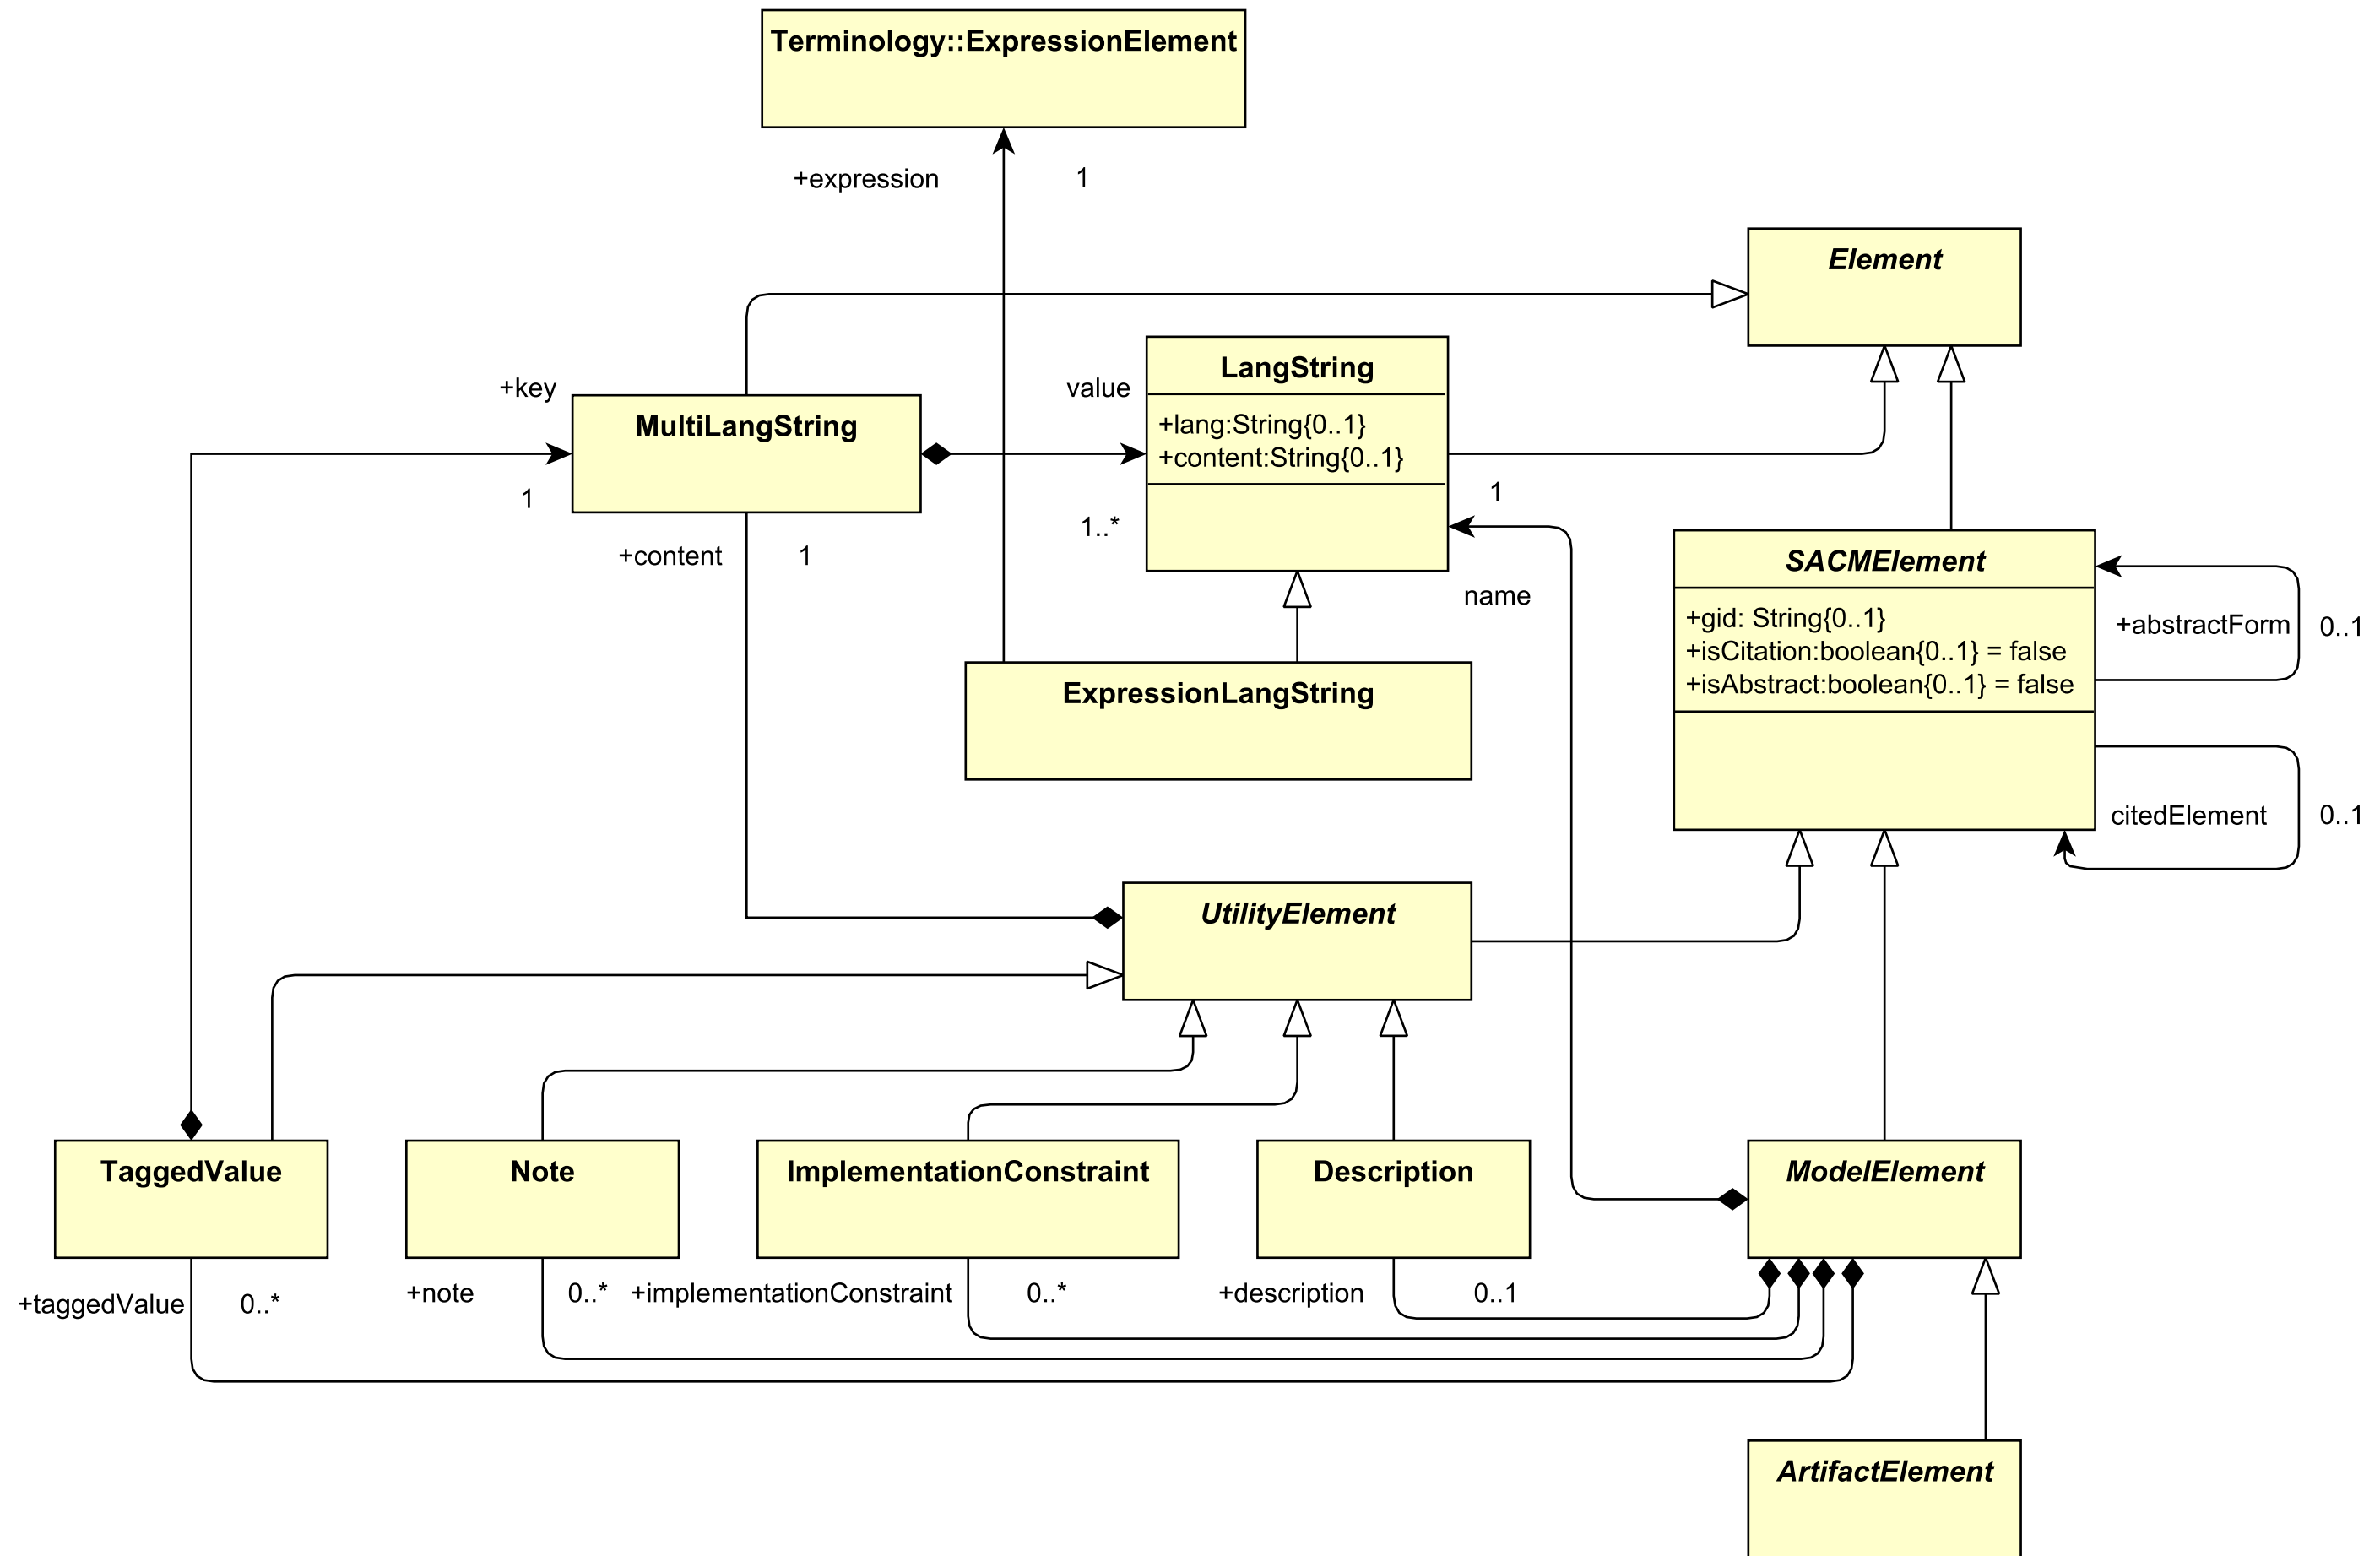 Terminology::ExpressionElement
+expression
1
Element
LangString
+key
value
+lang:String{0..1}
MultiLangString
+content:String{0..1}
1
1
1..*
+content
1
name
SACMElement
+gid: String{0..1}
+abstractForm
0..1
+isCitation:boolean{0..1} = false
+isAbstract:boolean{0..1} = false
ExpressionLangString
citedElement
0..1
UtilityElement
TaggedValue
Note
ImplementationConstraint
Description
ModelElement
+taggedValue
0..*
+note
0..*
+implementationConstraint
0..*
+description
0..1
ArtifactElement